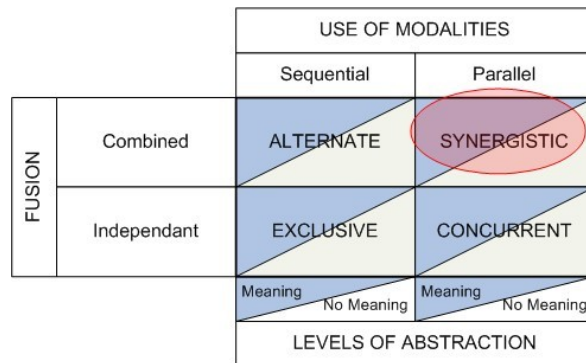 USE OF MODALITIES
Sequential
Parallel
FUSION
Combined
ALTERNATE
SYNERGISTIC
Independant
EXCLUSIVE
CONCURRENT
Meaning
No Meaning
Meaning
No Meaning
LEVELS OF ABSTRACTION